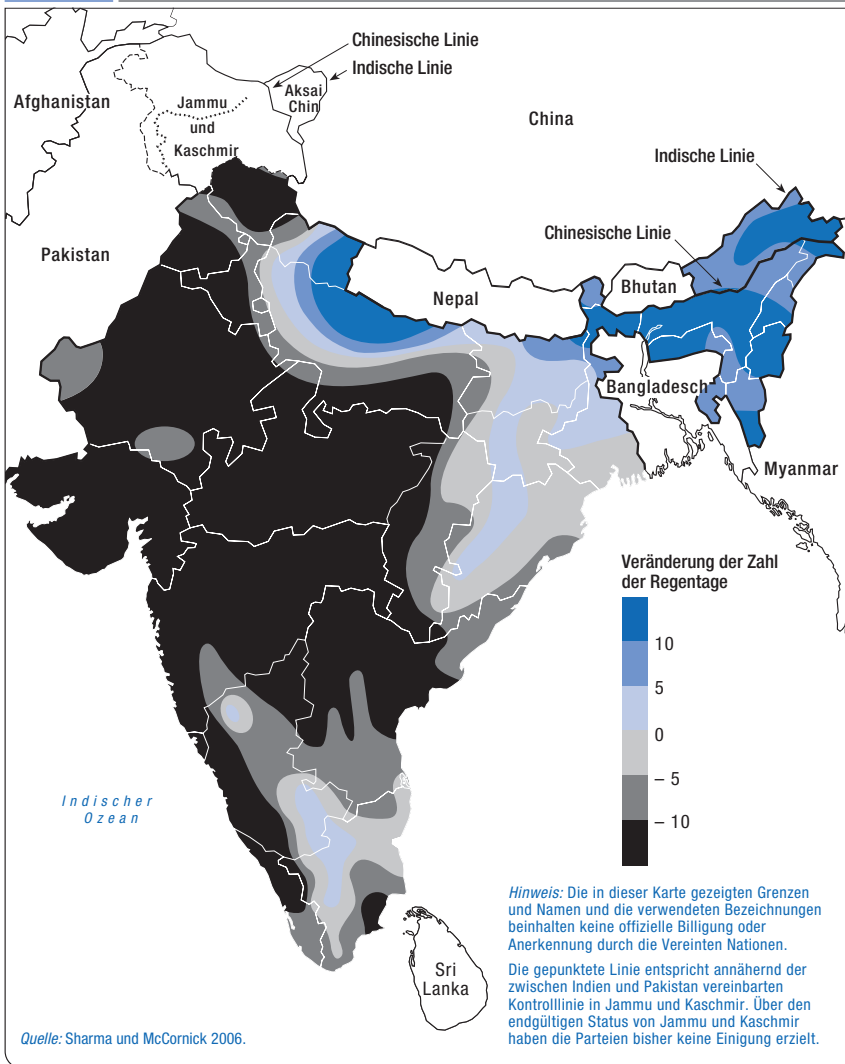 Chinesische Linie
Indische Linie
Afghanistan
Jammu
und
Kaschmir
Aksai
Chin
China
Indische Linie
Chinesische Linie
Pakistan
Nepal
Bhutan
Bangladesch
Myanmar
Veränderung der Zahl
der Regentage
10
5
0
– 5
– 10
Indischer
Ozean
Hinweis: Die in dieser Karte gezeigten Grenzen
und Namen und die verwendeten Bezeichnungen
beinhalten keine offizielle Billigung oder
Anerkennung durch die Vereinten Nationen.
Die gepunktete Linie entspricht annähernd der
zwischen Indien und Pakistan vereinbarten
Kontrolllinie in Jammu und Kaschmir. Über den
endgültigen Status von Jammu und Kaschmir
haben die Parteien bisher keine Einigung erzielt.
Sri
Lanka
Quelle: Sharma und McCornick 2006.